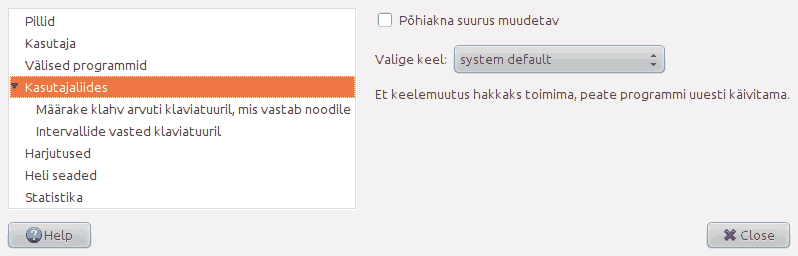 Pillid
Kasutaja
Välised programmid
Kasutajaliides
Määrake klahv arvuti klaviatuuril, mis vastab noodile
Intervallide vasted klaviatuuril
Harjutused
Heli seaded
Statistika
Põhiakna suurus muudetav
Valige keel: system default
Et keelemuutus hakkaks toimima, peate programmi uuesti käivitama.
Help
Close